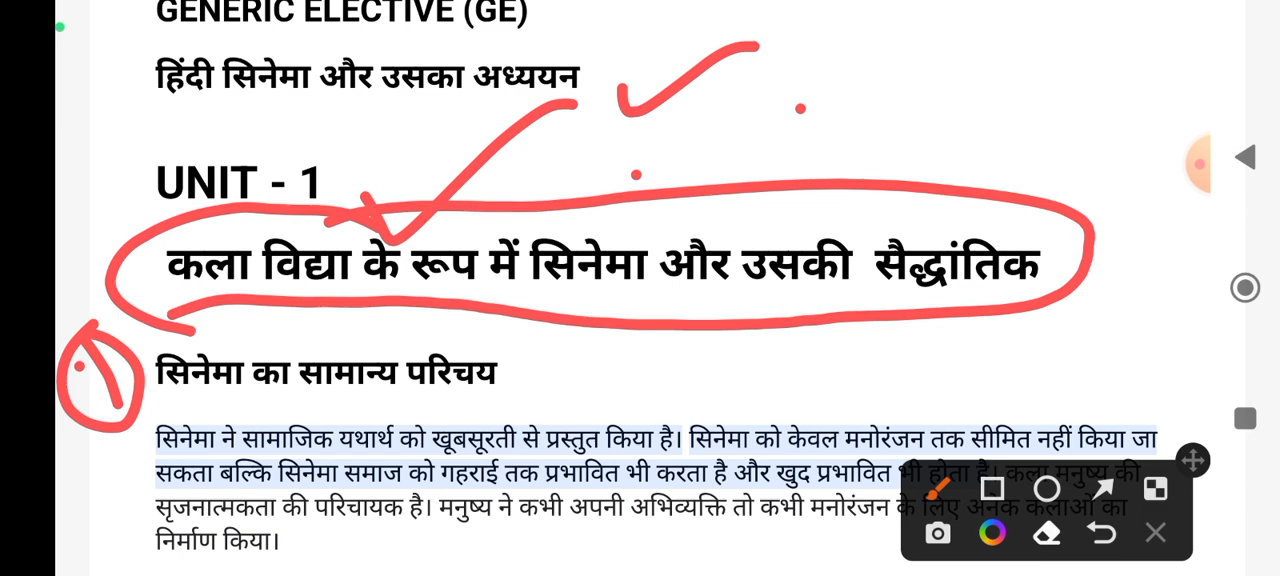 GENERIC ELECTIVE (GE)
हिंदी सिनेमा और उसका अध्ययन
UNIT - 1
कला विद्या के रूप में सिनेमा और उसकी सैद्धांतिक
सिनेमा का सामान्य परिचय
सिनेमा ने सामाजिक यथार्थ को खूबसूरती से प्रस्तुत किया है। सिनेमा को केवल मनोरंजन तक सीमित नहीं किया जा
सकता बल्कि सिनेमा समाज को गहराई तक प्रभावित भी करता है और खुद प्रभावित भी होता है। कला मनुष्य की
सृजनात्मकता की परिचायक है। मनुष्य ने कभी अपनी अभिव्यक्ति तो कभी मनोरंजन के लिए अनेक कलाओं का
निर्माण किया।